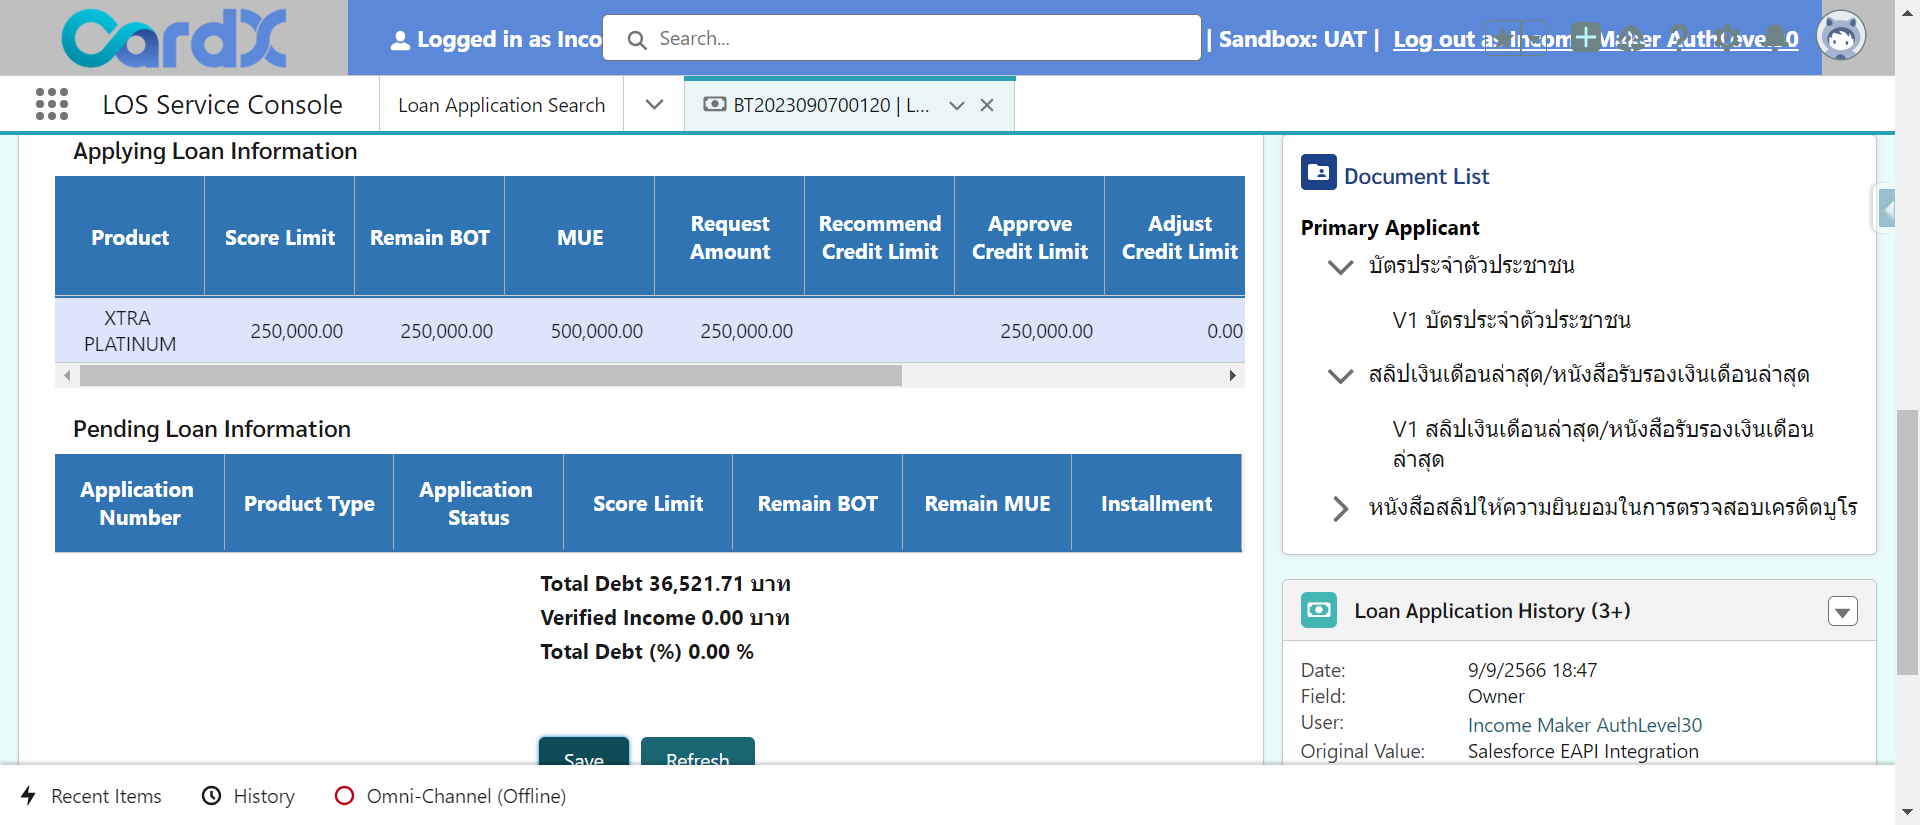 CardX
Logged in as Inco
Search...
| Sandbox: UAT |
LOS Service Console
Loan Application Search
BT2023090700120 | L...
Applying Loan Information
Product
Score Limit
Remain BOT
MUE
Request
Amount
Recommend
Credit Limit
Approve
Credit Limit
Adjust
Credit Limit
XTRA
PLATINUM
250,000.00
250,000.00
500,000.00
250,000.00
250,000.00
0.00
Pending Loan Information
Application
Number
Product Type
Application
Status
Score Limit
Remain BOT
Remain MUE
Installment
Total Debt 36,521.71 บาท
Verified Income 0.00 บาท
Total Debt (%) 0.00 %
Save
Refresh
Document List
Primary Applicant
บัตรประจำตัวประชาชน
V1 บัตรประจำตัวประชาชน
สลิปเงินเดือนล่าสุด/หนังสือรับรองเงินเดือนล่าสุด
V1 สลิปเงินเดือนล่าสุด/หนังสือรับรองเงินเดือน
ล่าสุด
หนังสือสลิปให้ความยินยอมในการตรวจสอบเครดิตบูโร
Loan Application History (3+)
Date:
9/9/2566 18:47
Field:
Owner
User:
Income Maker AuthLevel30
Original Value:
Salesforce EAPI Integration
Recent Items
History
Omni-Channel (Offline)